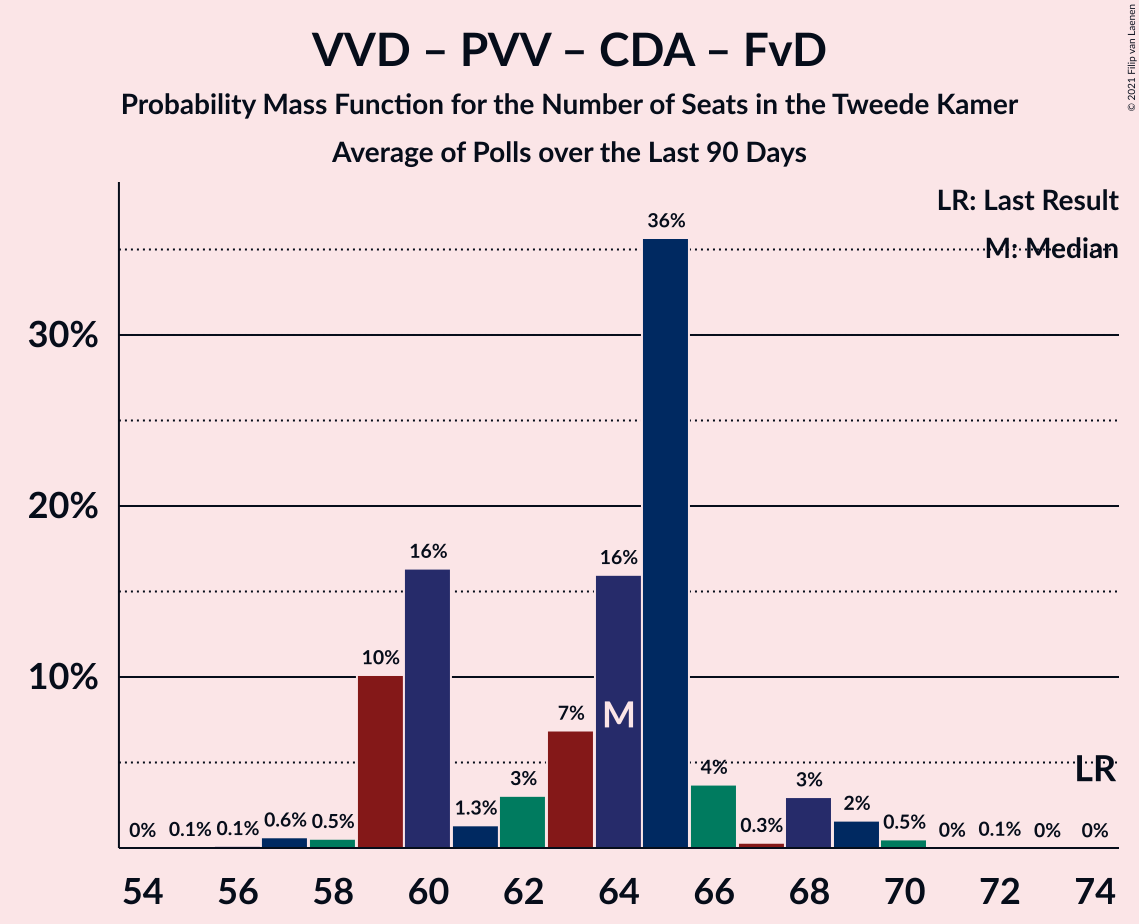 VVD – PVV – CDA – FvD
Probability Mass Function for the Number of Seats in the Tweede Kamer
Average of Polls over the Last 90 Days
© 2021 Filip van Laenen
LR: Last Result
M: Median
30%
20%
10%
0% 0.1% 0.1% 0.6% 0.5% 10% 16% 1.3% 3% 7% 16% 36% 4% 0.3% 3% 2% 0.5% 0% 0.1% 0% 0%
M
LR
54 56 58 60 62 64 66 68 70 72 74